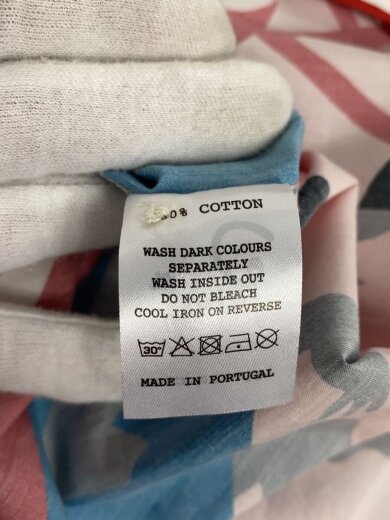 0% COTTON
WASH DARK COLOURS
SEPARATELY
WASH INSIDE OUT
DO NOT BLEACH
COOL IRON ON REVERSE
30°
MADE IN PORTUGAL